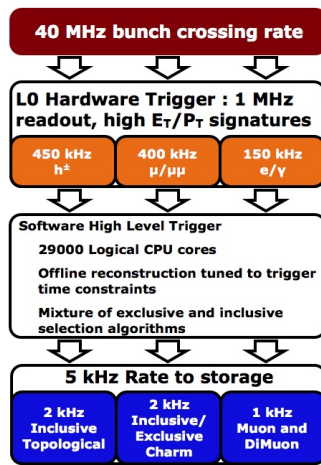 40 MHz bunch crossing rate
L0 Hardware Trigger : 1 MHz
readout, high E_T/P_T signatures
450 kHz
h±
400 kHz
μ/μμ
150 kHz
e/γ
Software High Level Trigger
29000 Logical CPU cores
Offline reconstruction tuned to trigger
time constraints
Mixture of exclusive and inclusive
selection algorithms
5 kHz Rate to storage
2 kHz
Inclusive
Topological
2 kHz
Inclusive/
Exclusive
Charm
1 kHz
Muon and
DiMuon